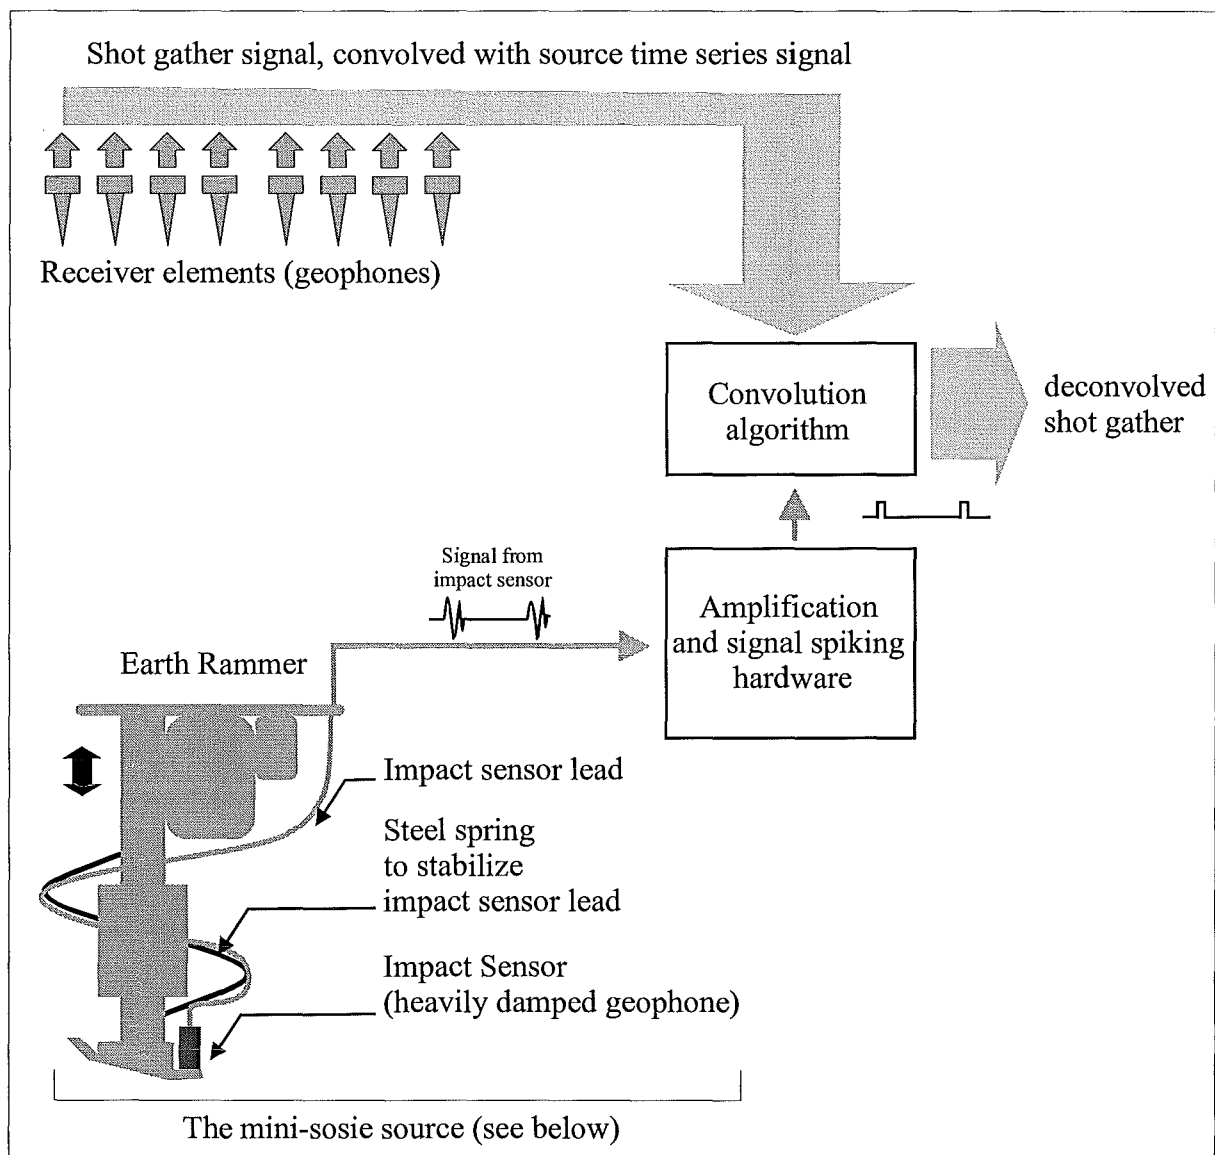 Shot gather signal, convolved with source time series signal
Receiver elements (geophones)
Convolution
algorithm
deconvolved
shot gather
Signal from
impact sensor
Amplification
and signal spiking
hardware
Earth Rammer
Impact sensor lead
Steel spring
to stabilize
impact sensor lead
Impact Sensor
(heavily damped geophone)
The mini-sosie source (see below)